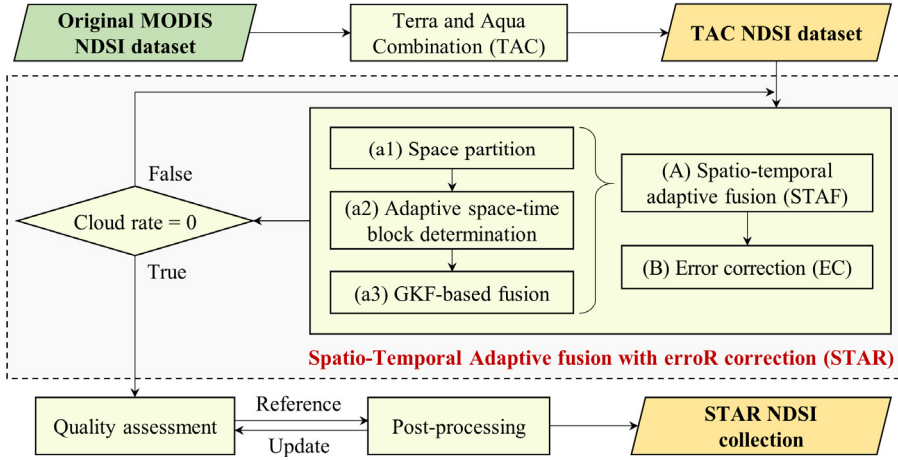 Original MODIS
NDSI dataset
Terra and Aqua
Combination (TAC)
TAC NDSI dataset
False
Cloud rate = 0
True
(a1) Space partition
(a2) Adaptive space-time
block determination
(a3) GKF-based fusion
(A) Spatio-temporal
adaptive fusion (STAF)
(B) Error correction (EC)
Spatio-Temporal Adaptive fusion with erroR correction (STAR)
Quality assessment
Reference
Update
Post-processing
STAR NDSI
collection